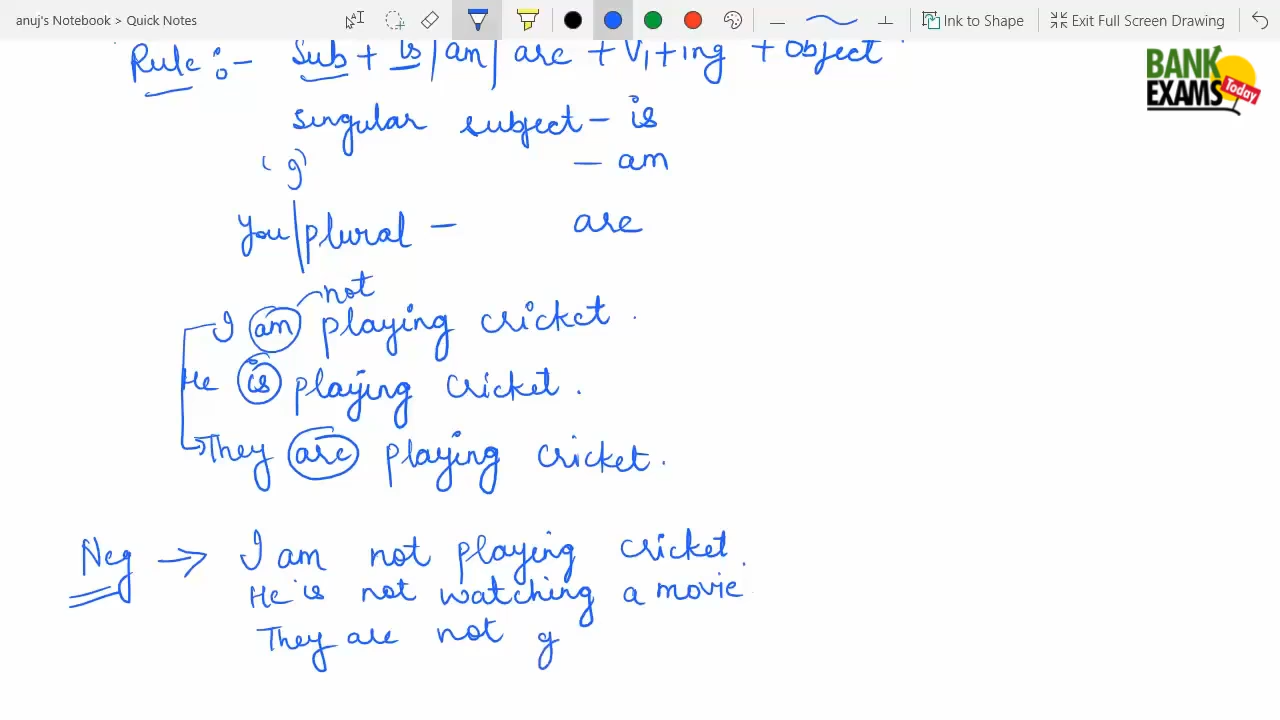 anuj's Notebook > Quick Notes
Ink to Shape
Exit Full Screen Drawing
BANK EXAMS Today
Rule :- Sub + is | am | are + V1 + ing + object
singular subject - is
(I) - am
You | plural - are
not
I am playing cricket.
He is playing cricket.
They are playing cricket.
Neg → I am not playing cricket.
He is not watching a movie
They are not g